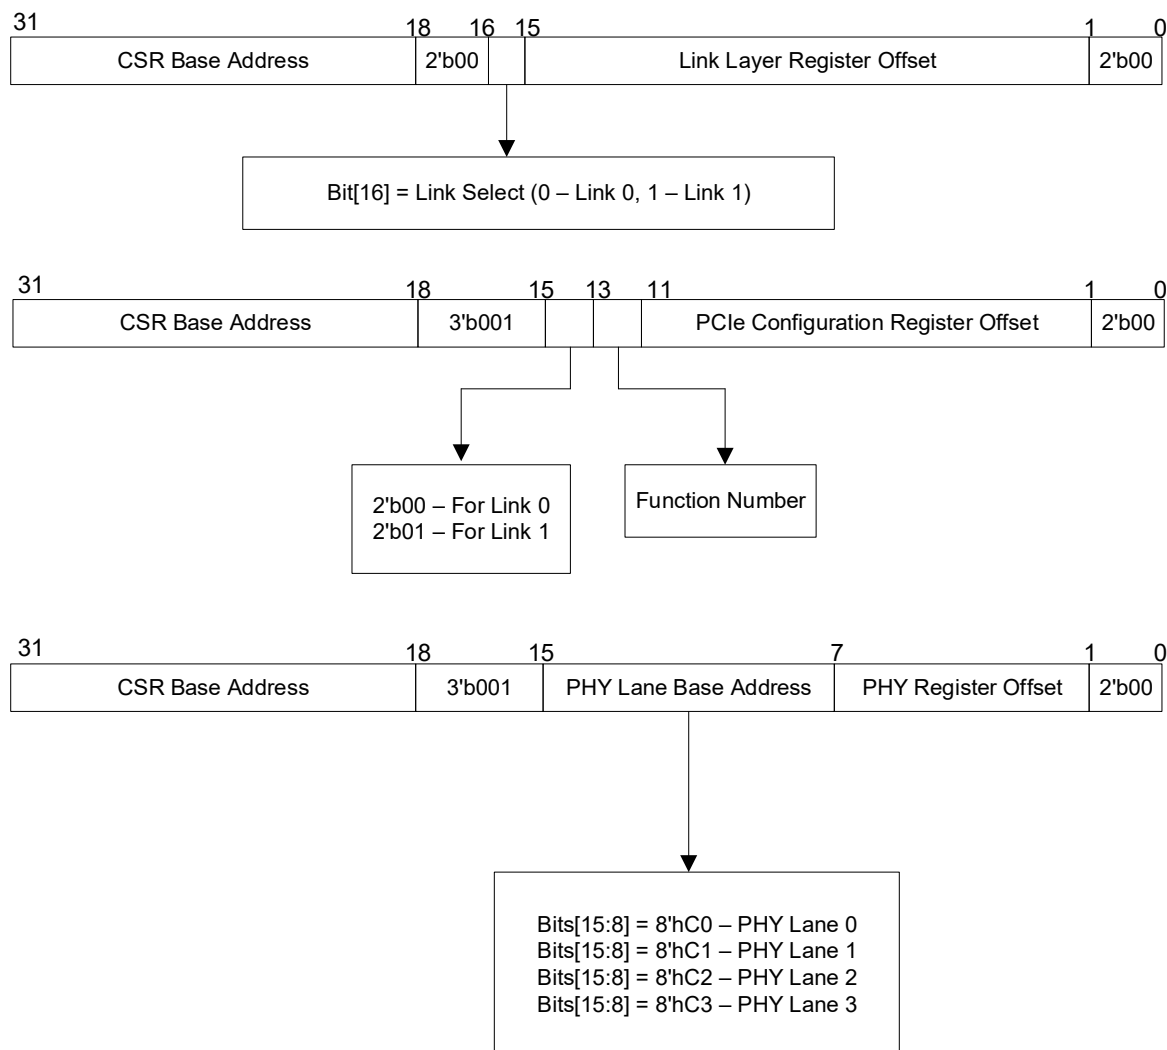 31
18 16 15 1 0
CSR Base Address 2'b00 Link Layer Register Offset 2'b00
Bit[16] = Link Select (0 – Link 0, 1 – Link 1)
31
18 15 13 11 1 0
CSR Base Address 3'b001 PCIe Configuration Register Offset 2'b00
2'b00 – For Link 0
2'b01 – For Link 1
Function Number
31
18 15 7 1 0
CSR Base Address 3'b001 PHY Lane Base Address PHY Register Offset 2'b00
Bits[15:8] = 8'hC0 – PHY Lane 0
Bits[15:8] = 8'hC1 – PHY Lane 1
Bits[15:8] = 8'hC2 – PHY Lane 2
Bits[15:8] = 8'hC3 – PHY Lane 3